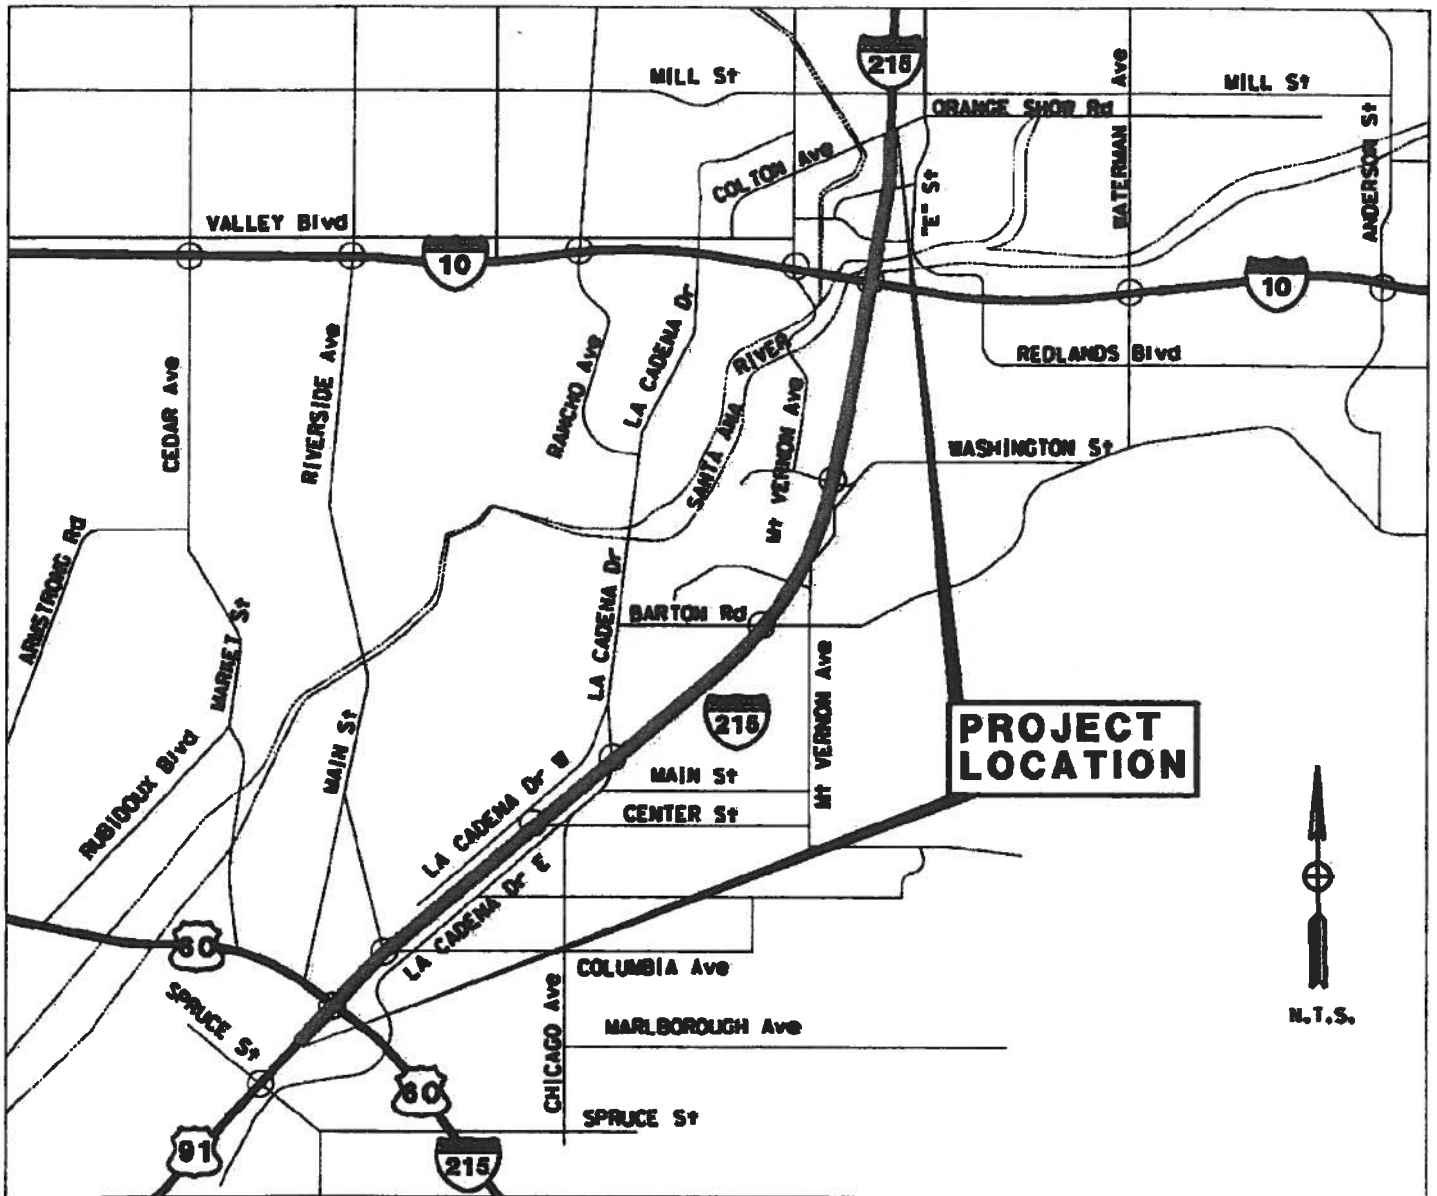 215
MILL St
MILL St
Ave
ORANGE SHOW Rd
COLTON Ave
"E" St
WATERMAN
ANDERSON St
VALLEY Blvd
10
10
CEDAR Ave
RIVERSIDE Ave
RANCHO Ave
LA CADENA Dr
SANTA ANA RIVER
Mt VERNON Ave
REDLANDS Blvd
WASHINGTON St
ARMSTRONG Rd
MARKET St
LA CADENA Dr
BARTON Rd
Mt VERNON Ave
215
PROJECT
LOCATION
RUBIDOUX Blvd
MAIN St
LA CADENA Dr W
MAIN St
CENTER St
LA CADENA Dr E
60
COLUMBIA Ave
SPRUCE St
CHICAGO Ave
MARLBOROUGH Ave
N.T.S.
60
SPRUCE St
91
215